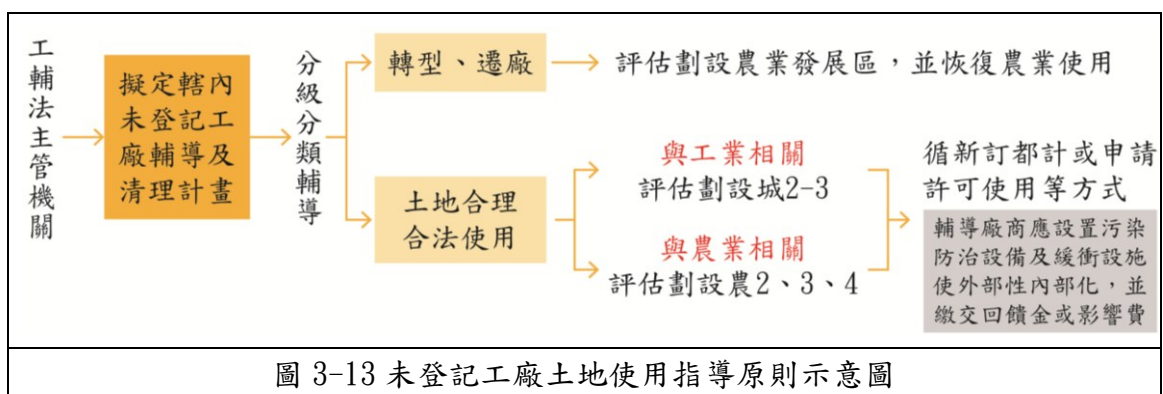 工輔法主管機關
擬定轄內
未登記工
廠輔導及
清理計畫
分級分類輔導
轉型、遷廠
評估劃設農業發展區，並恢復農業使用
土地合理
合法使用
與工業相關
評估劃設城2-3
與農業相關
評估劃設農2、3、4
循新訂都計或申請
許可使用等方式
輔導廠商應設置污染
防治設備及緩衝設施
使外部性內部化，並
繳交回饋金或影響費
圖 3-13 未登記工廠土地使用指導原則示意圖